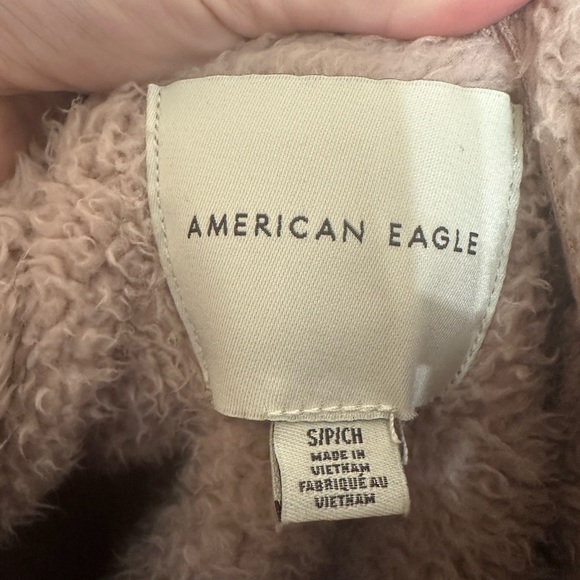 AMERICAN EAGLE
S/P/CH
MADE IN
VIETNAM
FABRIQUÉ AU
VIETNAM